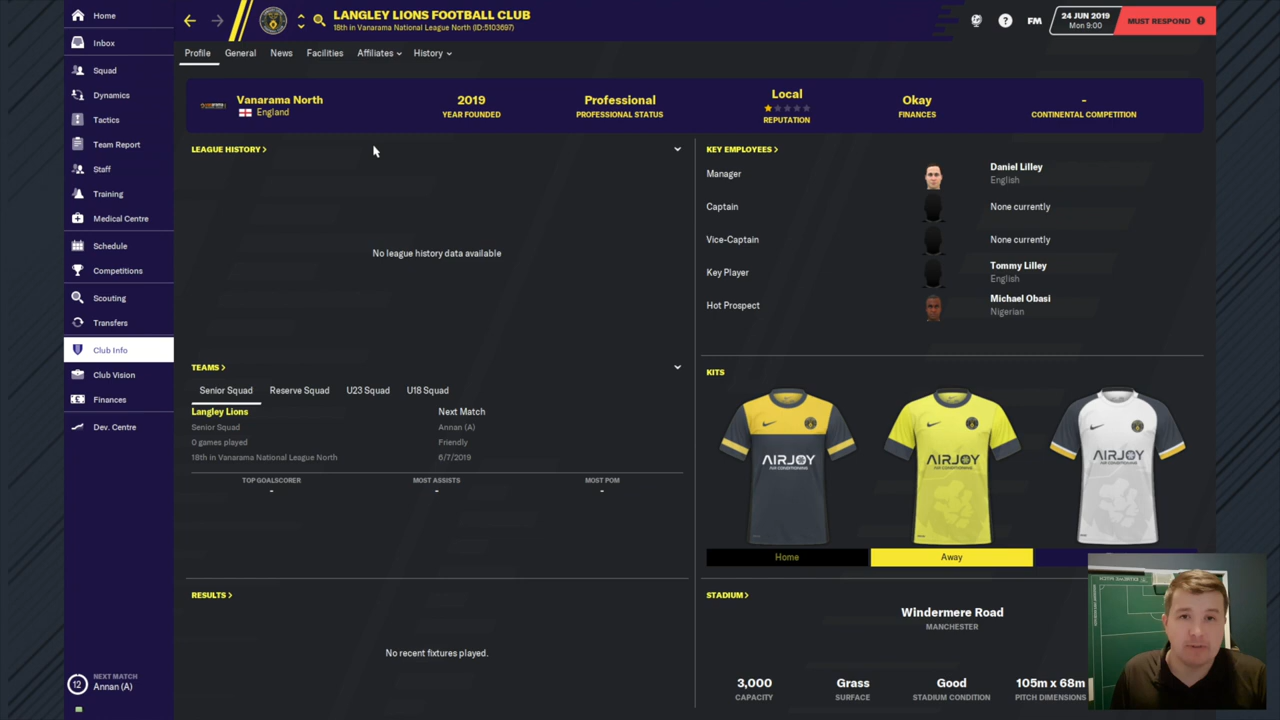 Home
Inbox
Squad
Dynamics
Tactics
Team Report
Staff
Training
Medical Centre
Schedule
Competitions
Scouting
Transfers
Club Info
Club Vision
Finances
Dev. Centre
12
NEXT MATCH
Annan (A)
LANGLEY LIONS FOOTBALL CLUB
18th in Vanarama National League North (ID:5103697)
FM
24 JUN 2019
Mon 9:00
MUST RESPOND
Profile
General
News
Facilities
Affiliates
History
Vanarama North
England
2019
YEAR FOUNDED
Professional
PROFESSIONAL STATUS
Local
REPUTATION
Okay
FINANCES
-
CONTINENTAL COMPETITION
LEAGUE HISTORY >
No league history data available
KEY EMPLOYEES >
Manager
Daniel Lilley
English
Captain
None currently
Vice-Captain
None currently
Key Player
Tommy Lilley
English
Hot Prospect
Michael Obasi
Nigerian
TEAMS >
Senior Squad
Reserve Squad
U23 Squad
U18 Squad
Langley Lions
Senior Squad
0 games played
18th in Vanarama National League North
Next Match
Annan (A)
Friendly
6/7/2019
TOP GOALSCORER
-
MOST ASSISTS
-
MOST POM
-
KITS
AIRJOY
AIR CONDITIONING
AIRJOY
AIR CONDITIONING
AIRJOY
AIR CONDITIONING
Home
Away
RESULTS >
No recent fixtures played.
STADIUM >
Windermere Road
MANCHESTER
3,000
CAPACITY
Grass
SURFACE
Good
STADIUM CONDITION
105m x 68m
PITCH DIMENSIONS